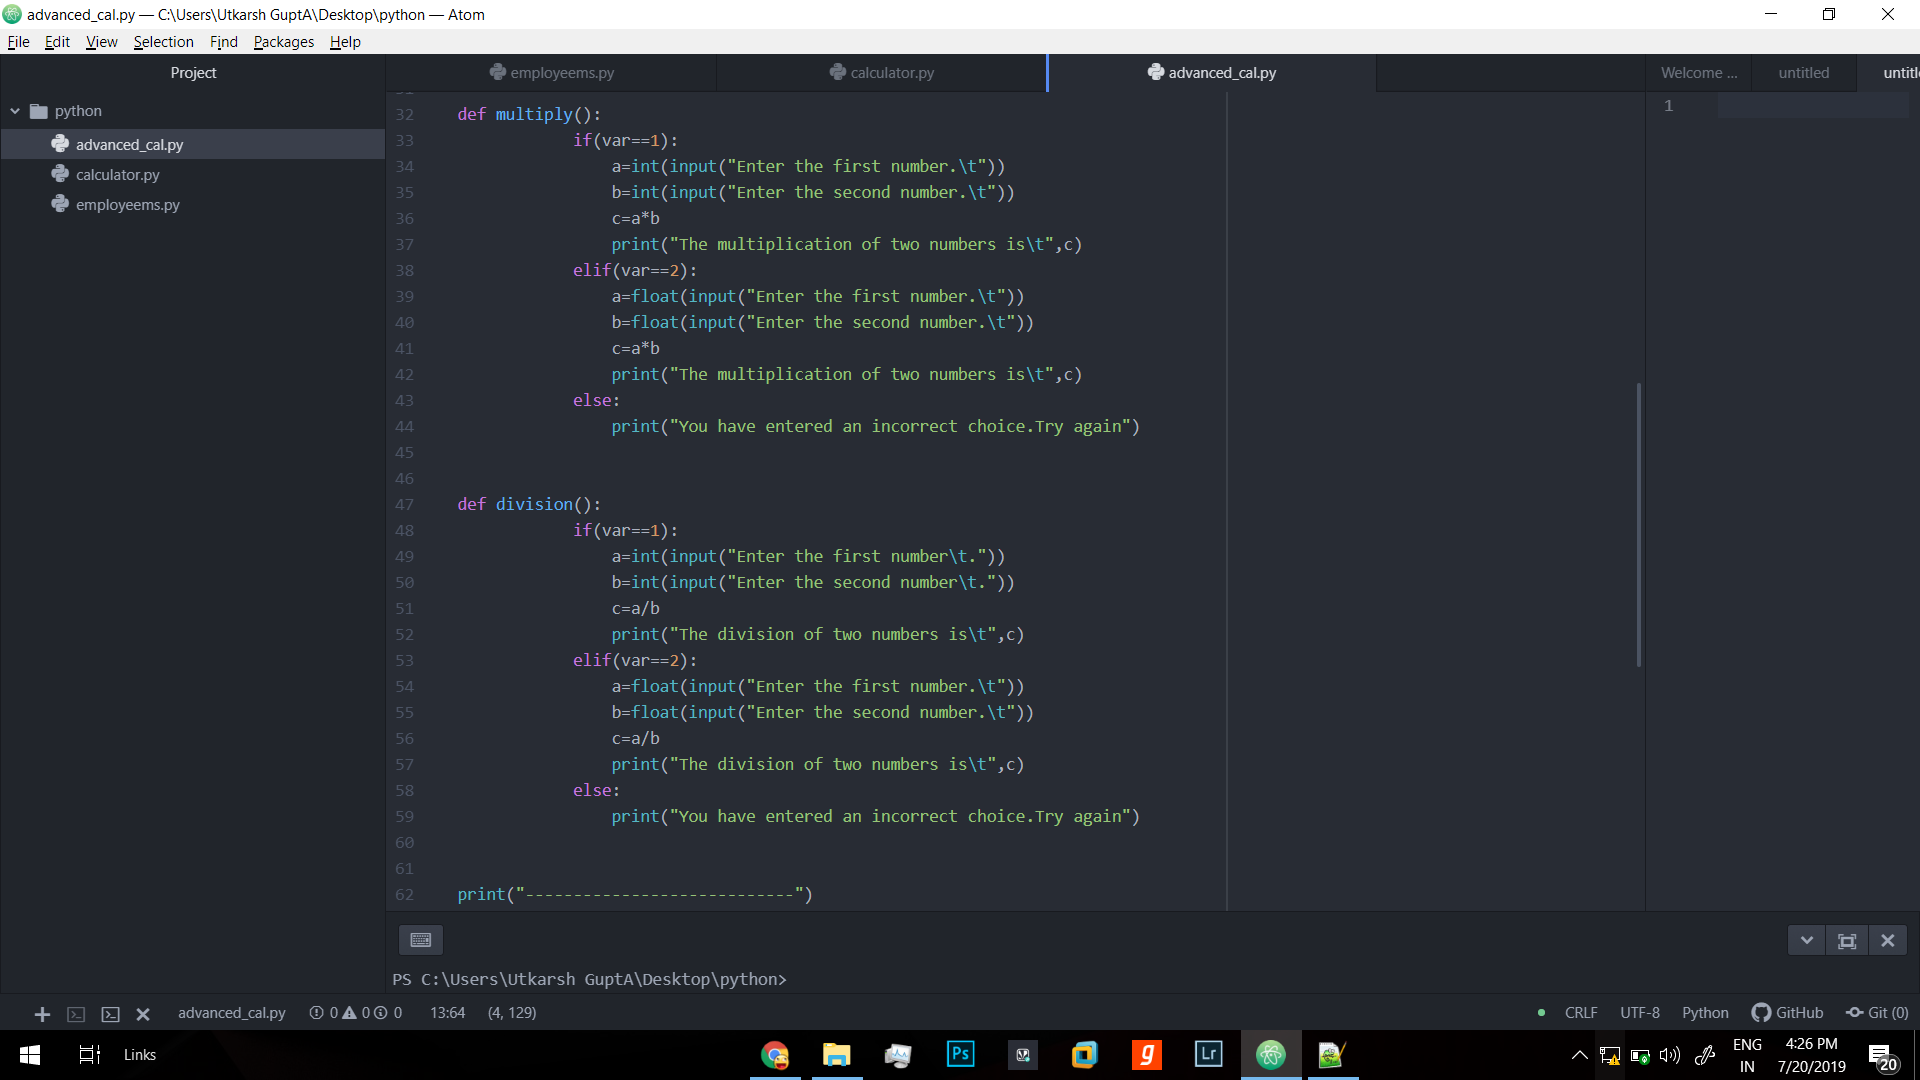 advanced_cal.py — C:\Users\Utkarsh GuptA\Desktop\python — Atom
File Edit View Selection Find Packages Help
Project
employeems.py
calculator.py
advanced_cal.py
Welcome ...
untitled
untitl
python
advanced_cal.py
calculator.py
employeems.py
1
32 def multiply():
33 if(var==1):
34 a=int(input("Enter the first number.\t"))
35 b=int(input("Enter the second number.\t"))
36 c=a*b
37 print("The multiplication of two numbers is\t",c)
38 elif(var==2):
39 a=float(input("Enter the first number.\t"))
40 b=float(input("Enter the second number.\t"))
41 c=a*b
42 print("The multiplication of two numbers is\t",c)
43 else:
44 print("You have entered an incorrect choice.Try again")
45
46
47 def division():
48 if(var==1):
49 a=int(input("Enter the first number\t."))
50 b=int(input("Enter the second number\t."))
51 c=a/b
52 print("The division of two numbers is\t",c)
53 elif(var==2):
54 a=float(input("Enter the first number.\t"))
55 b=float(input("Enter the second number.\t"))
56 c=a/b
57 print("The division of two numbers is\t",c)
58 else:
59 print("You have entered an incorrect choice.Try again")
60
61
62 print("----------------------------")
PS C:\Users\Utkarsh GuptA\Desktop\python>
advanced_cal.py 0 0 0 13:64 (4, 129) CRLF UTF-8 Python GitHub Git (0)
Links
Ps
g
Lr
ENG
IN
4:26 PM
7/20/2019
20